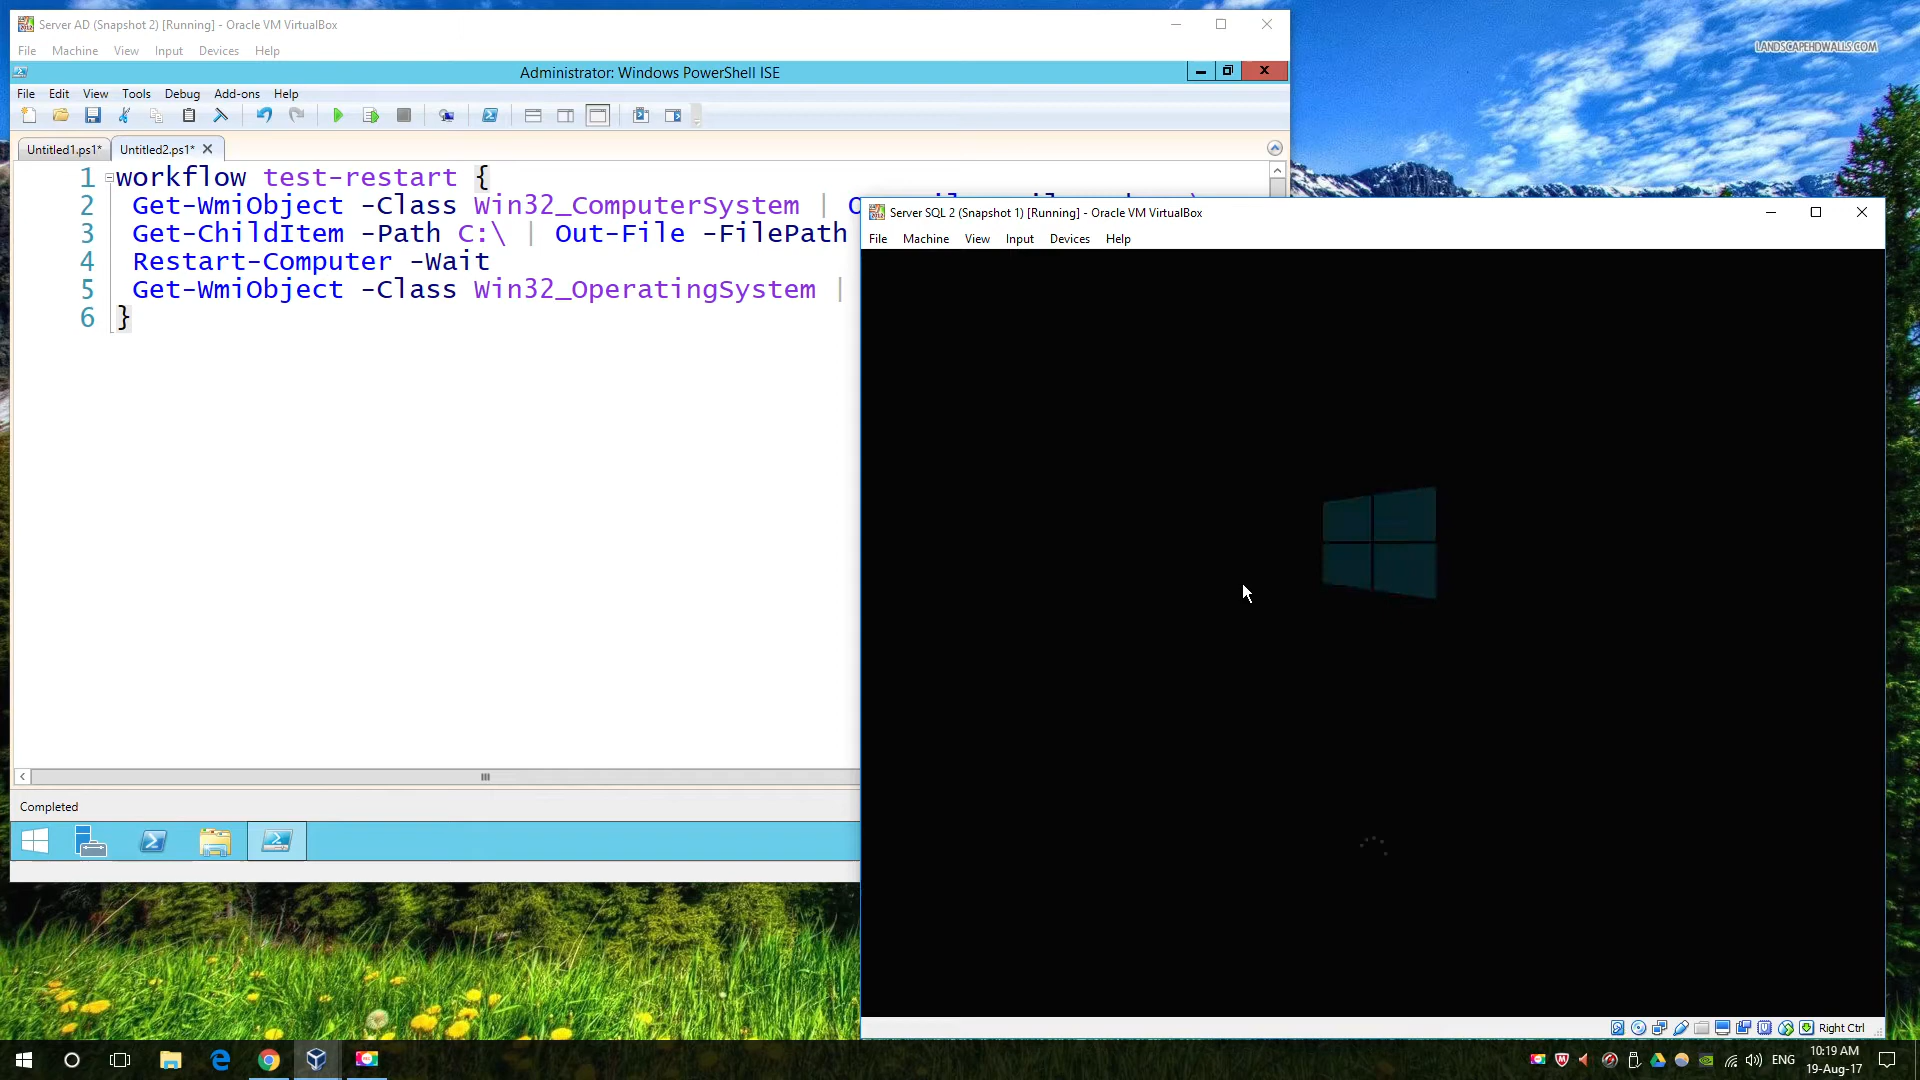 Server AD (Snapshot 2) [Running] - Oracle VM VirtualBox
File Machine View Input Devices Help
Administrator: Windows PowerShell ISE
File Edit View Tools Debug Add-ons Help
Untitled1.ps1* Untitled2.ps1*
1 workflow test-restart {
2 Get-WmiObject -Class Win32_ComputerSystem |
3 Get-ChildItem -Path C:\ | Out-File -FilePath
4 Restart-Computer -Wait
5 Get-WmiObject -Class Win32_OperatingSystem |
6 }
Completed
LANDSCAPEHDWALLS.COM
Server SQL 2 (Snapshot 1) [Running] - Oracle VM VirtualBox
File Machine View Input Devices Help
Right Ctrl
ENG
10:19 AM
19-Aug-17